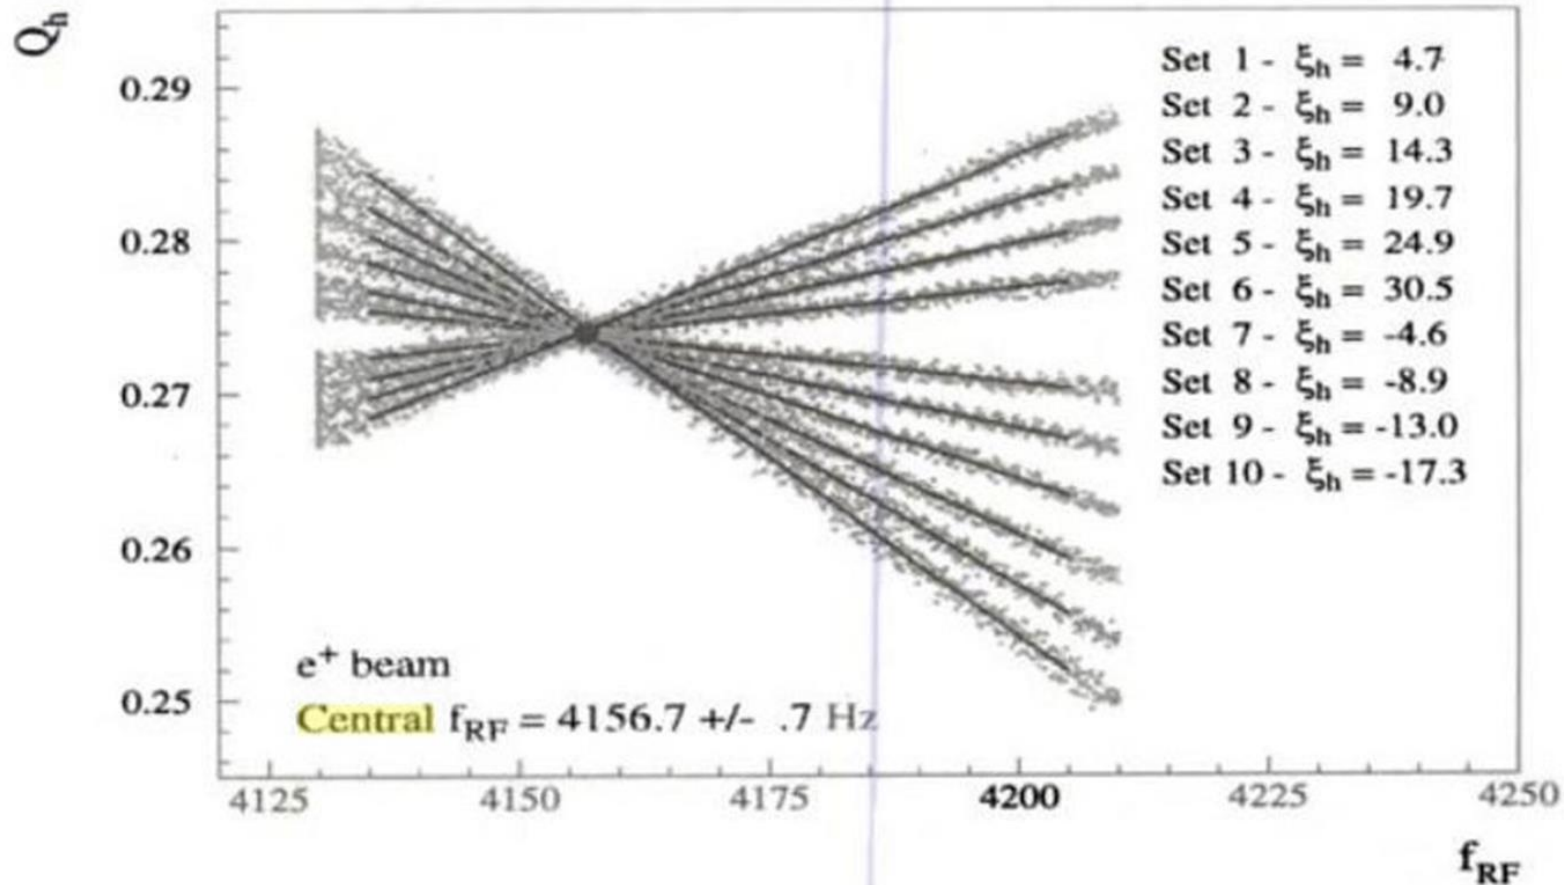 Qh
0.29
0.28
0.27
0.26
0.25
Set 1 - ξh = 4.7
Set 2 - ξh = 9.0
Set 3 - ξh = 14.3
Set 4 - ξh = 19.7
Set 5 - ξh = 24.9
Set 6 - ξh = 30.5
Set 7 - ξh = -4.6
Set 8 - ξh = -8.9
Set 9 - ξh = -13.0
Set 10 - ξh = -17.3
e+ beam
Central fRF = 4156.7 +/- .7 Hz
4125 4150 4175 4200 4225 4250
fRF